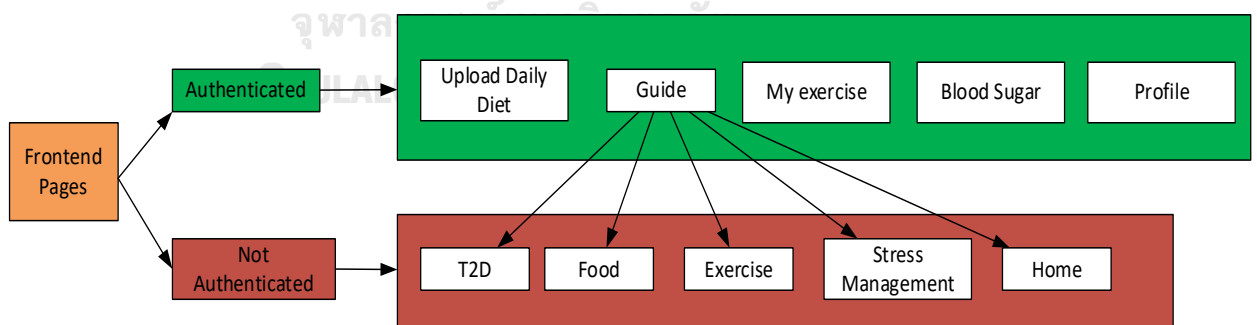 Upload Daily
Diet
Guide
My exercise
Blood Sugar
Profile
Authenticated
Frontend
Pages
Not
Authenticated
T2D
Food
Exercise
Stress
Management
Home